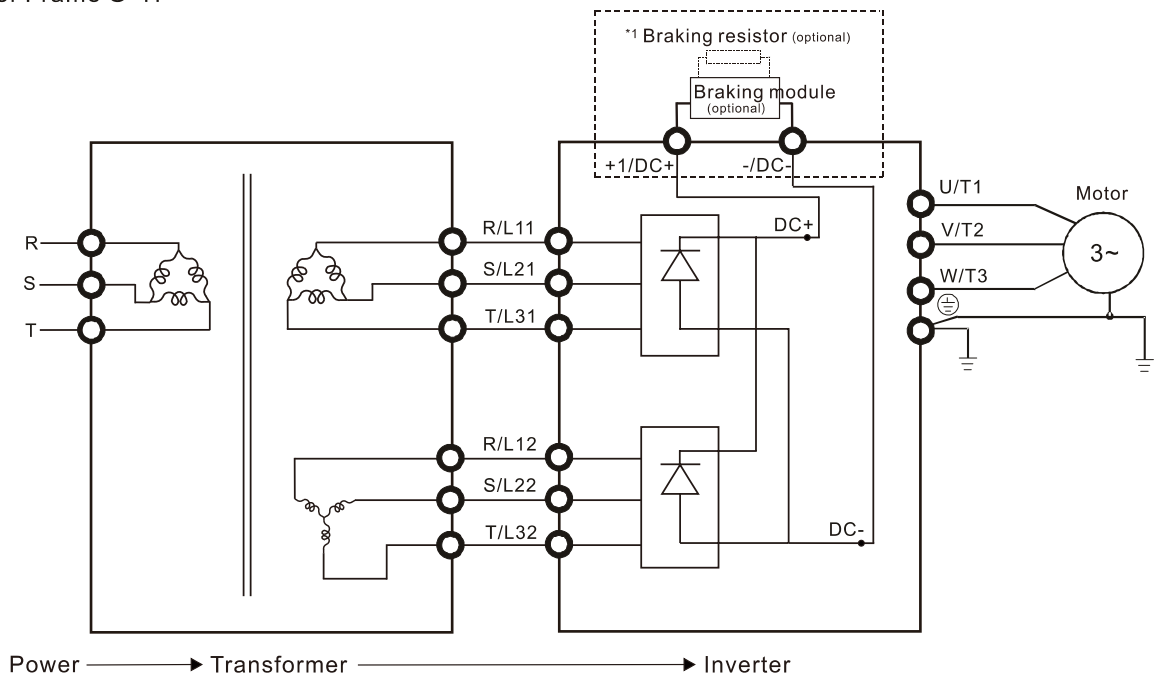 *1 Braking resistor (optional)
Braking module
(optional)
+1/DC+ -/DC-
R
S
T
R/L11
S/L21
T/L31
R/L12
S/L22
T/L32
DC+
DC-
U/T1
V/T2
W/T3
Motor
3~
Power Transformer Inverter